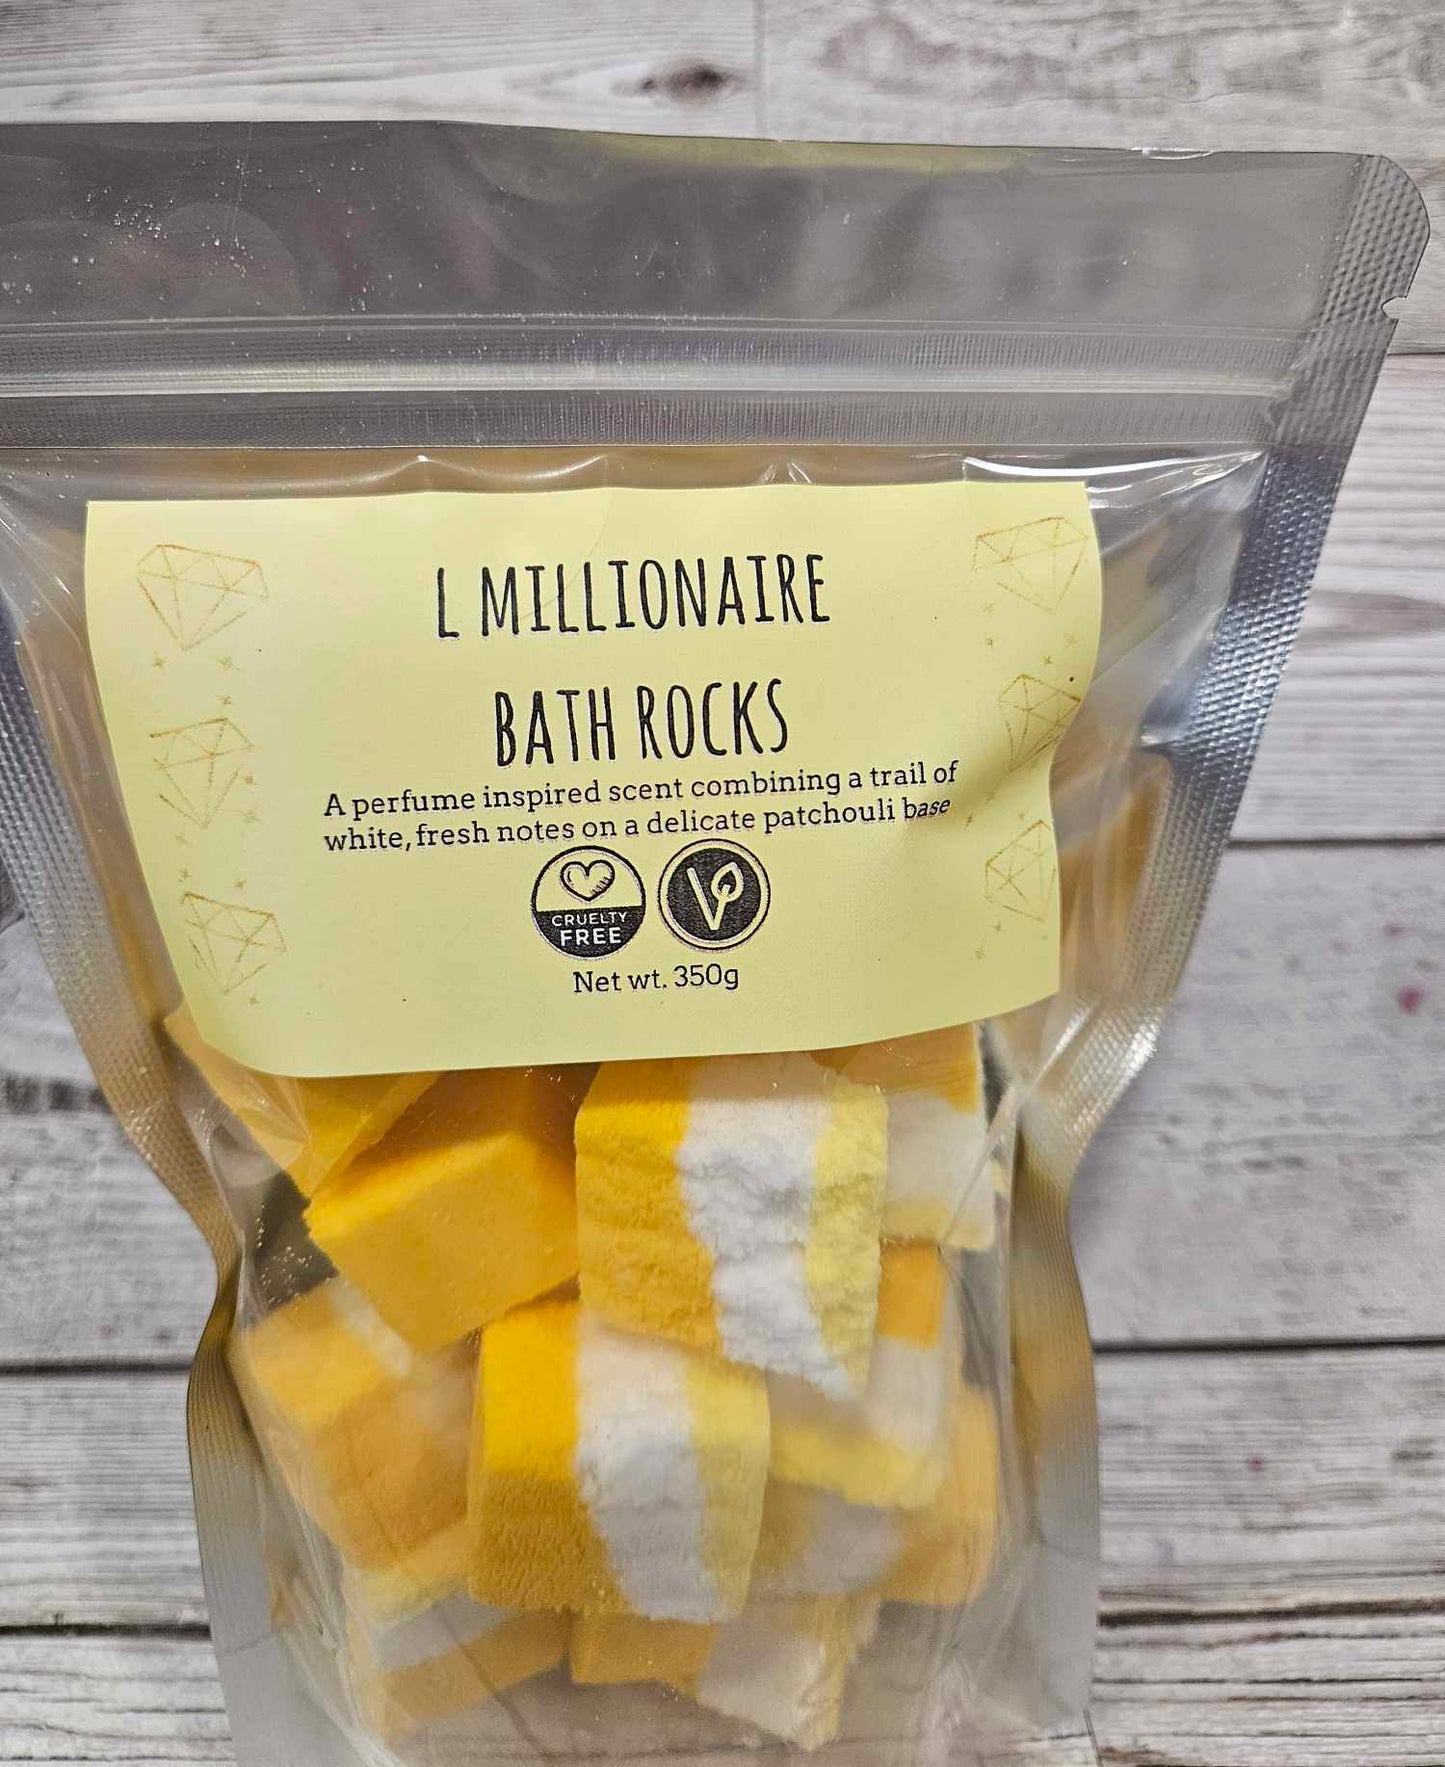 L MILLIONAIRE
BATH ROCKS
A perfume inspired scent combining a trail of
white, fresh notes on a delicate patchouli base
CRUELTY
FREE
V
Net wt. 350g